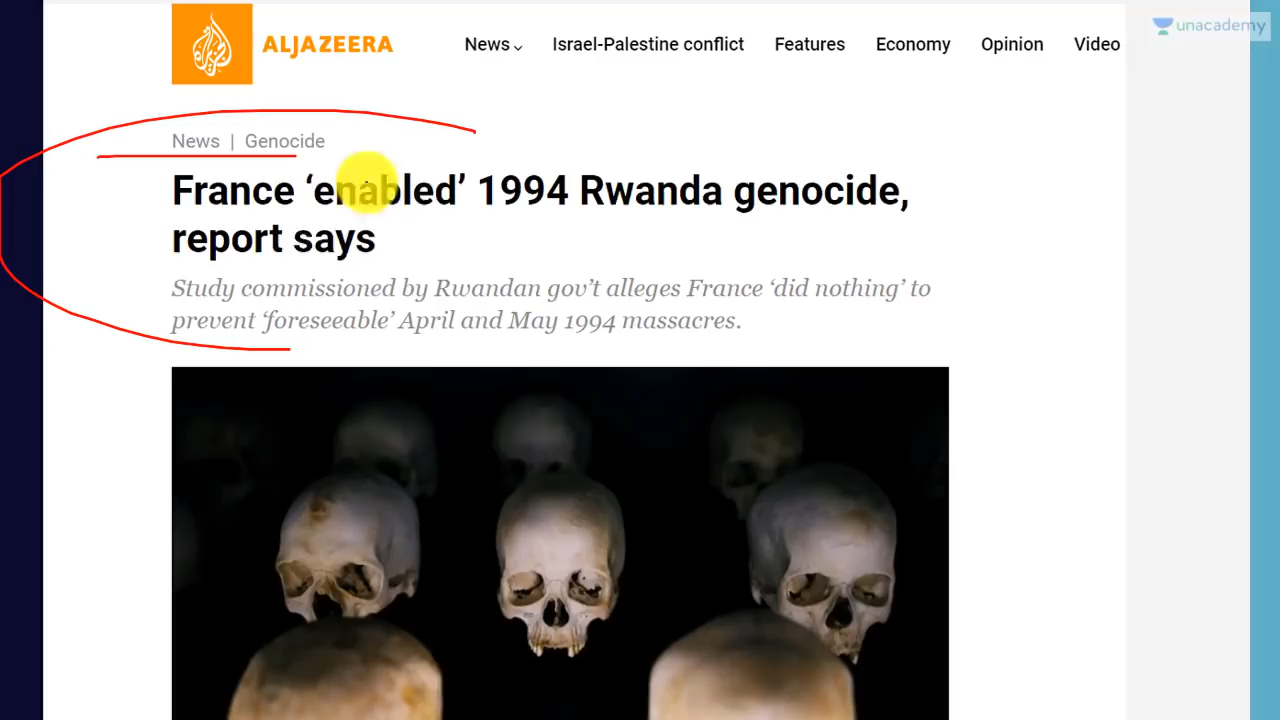 unacademy
ALJAZEERA
News Israel-Palestine conflict Features Economy Opinion Video
News | Genocide
France ‘enabled’ 1994 Rwanda genocide,
report says
Study commissioned by Rwandan gov’t alleges France ‘did nothing’ to
prevent ‘foreseeable’ April and May 1994 massacres.